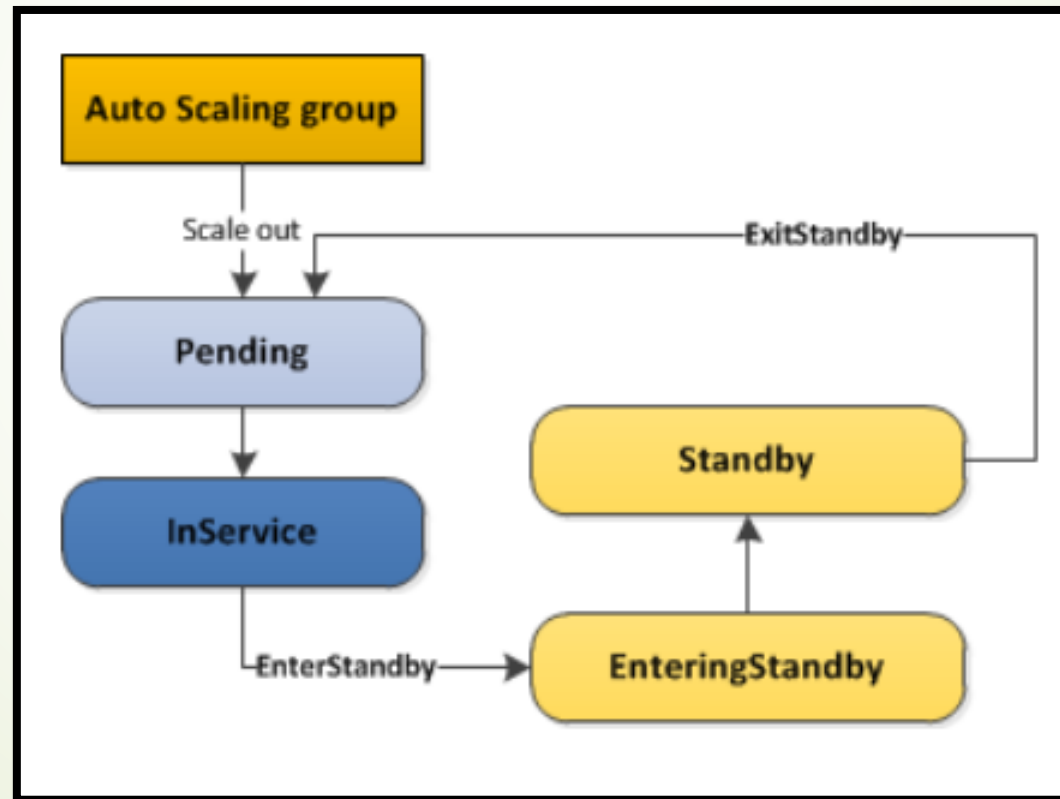 Auto Scaling group
Scale out
ExitStandby
Pending
Standby
InService
EnterStandby
EnteringStandby